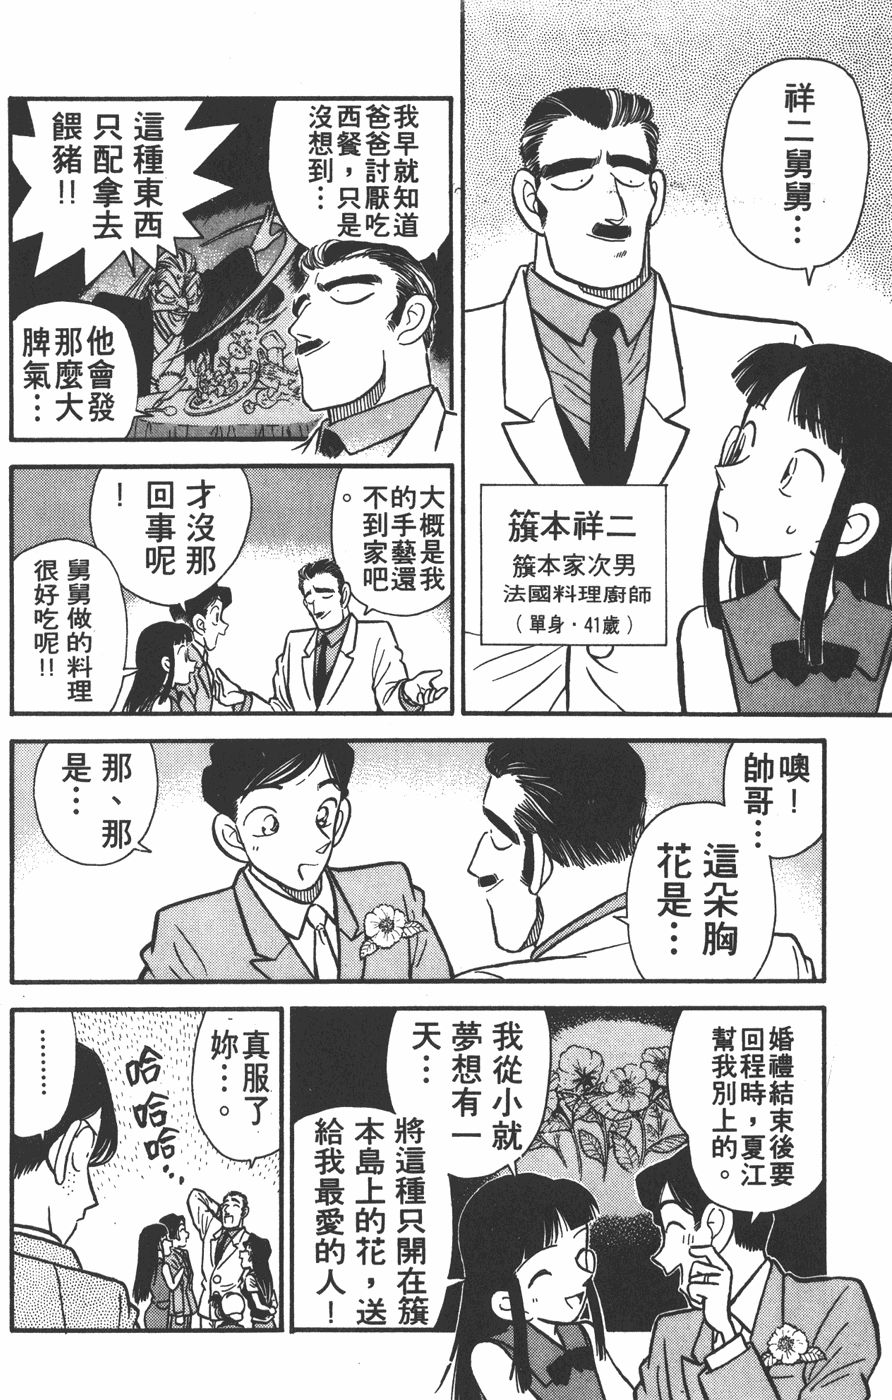 祥二舅舅…
籏本祥二
籏本家次男
法國料理廚師
（單身·41歲）
我早就知道
爸爸討厭吃
西餐，只是
沒想到…
這種東西
只配拿去
餵豬!!
他會發
那麼大
脾氣…
大概是我
的手藝還
不到家吧
。
才沒那
回事呢
！
舅舅做的料理
很好吃呢!!
噢！
帥哥…
這朵胸
花是…
那、那
是…
婚禮結束後要
回程時，夏江
幫我別上的。
我從小就
夢想有一
天…
將這種只開在籏
本島上的花，送
給我最愛的人！
真服了
妳…。
哈哈哈…
………